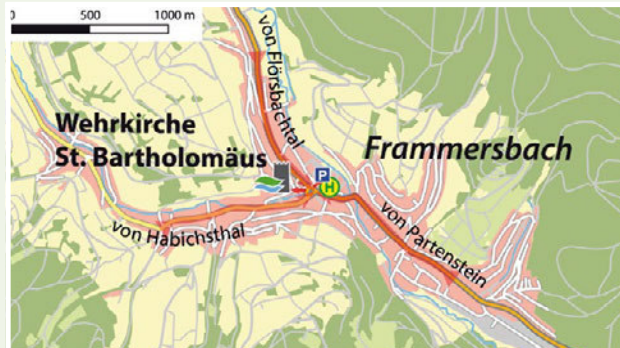 0 500 1000 m
von Flörsbachtal
Wehrkirche
St. Bartholomäus
Frammersbach
P
H
von Habichsthal
von Partenstein